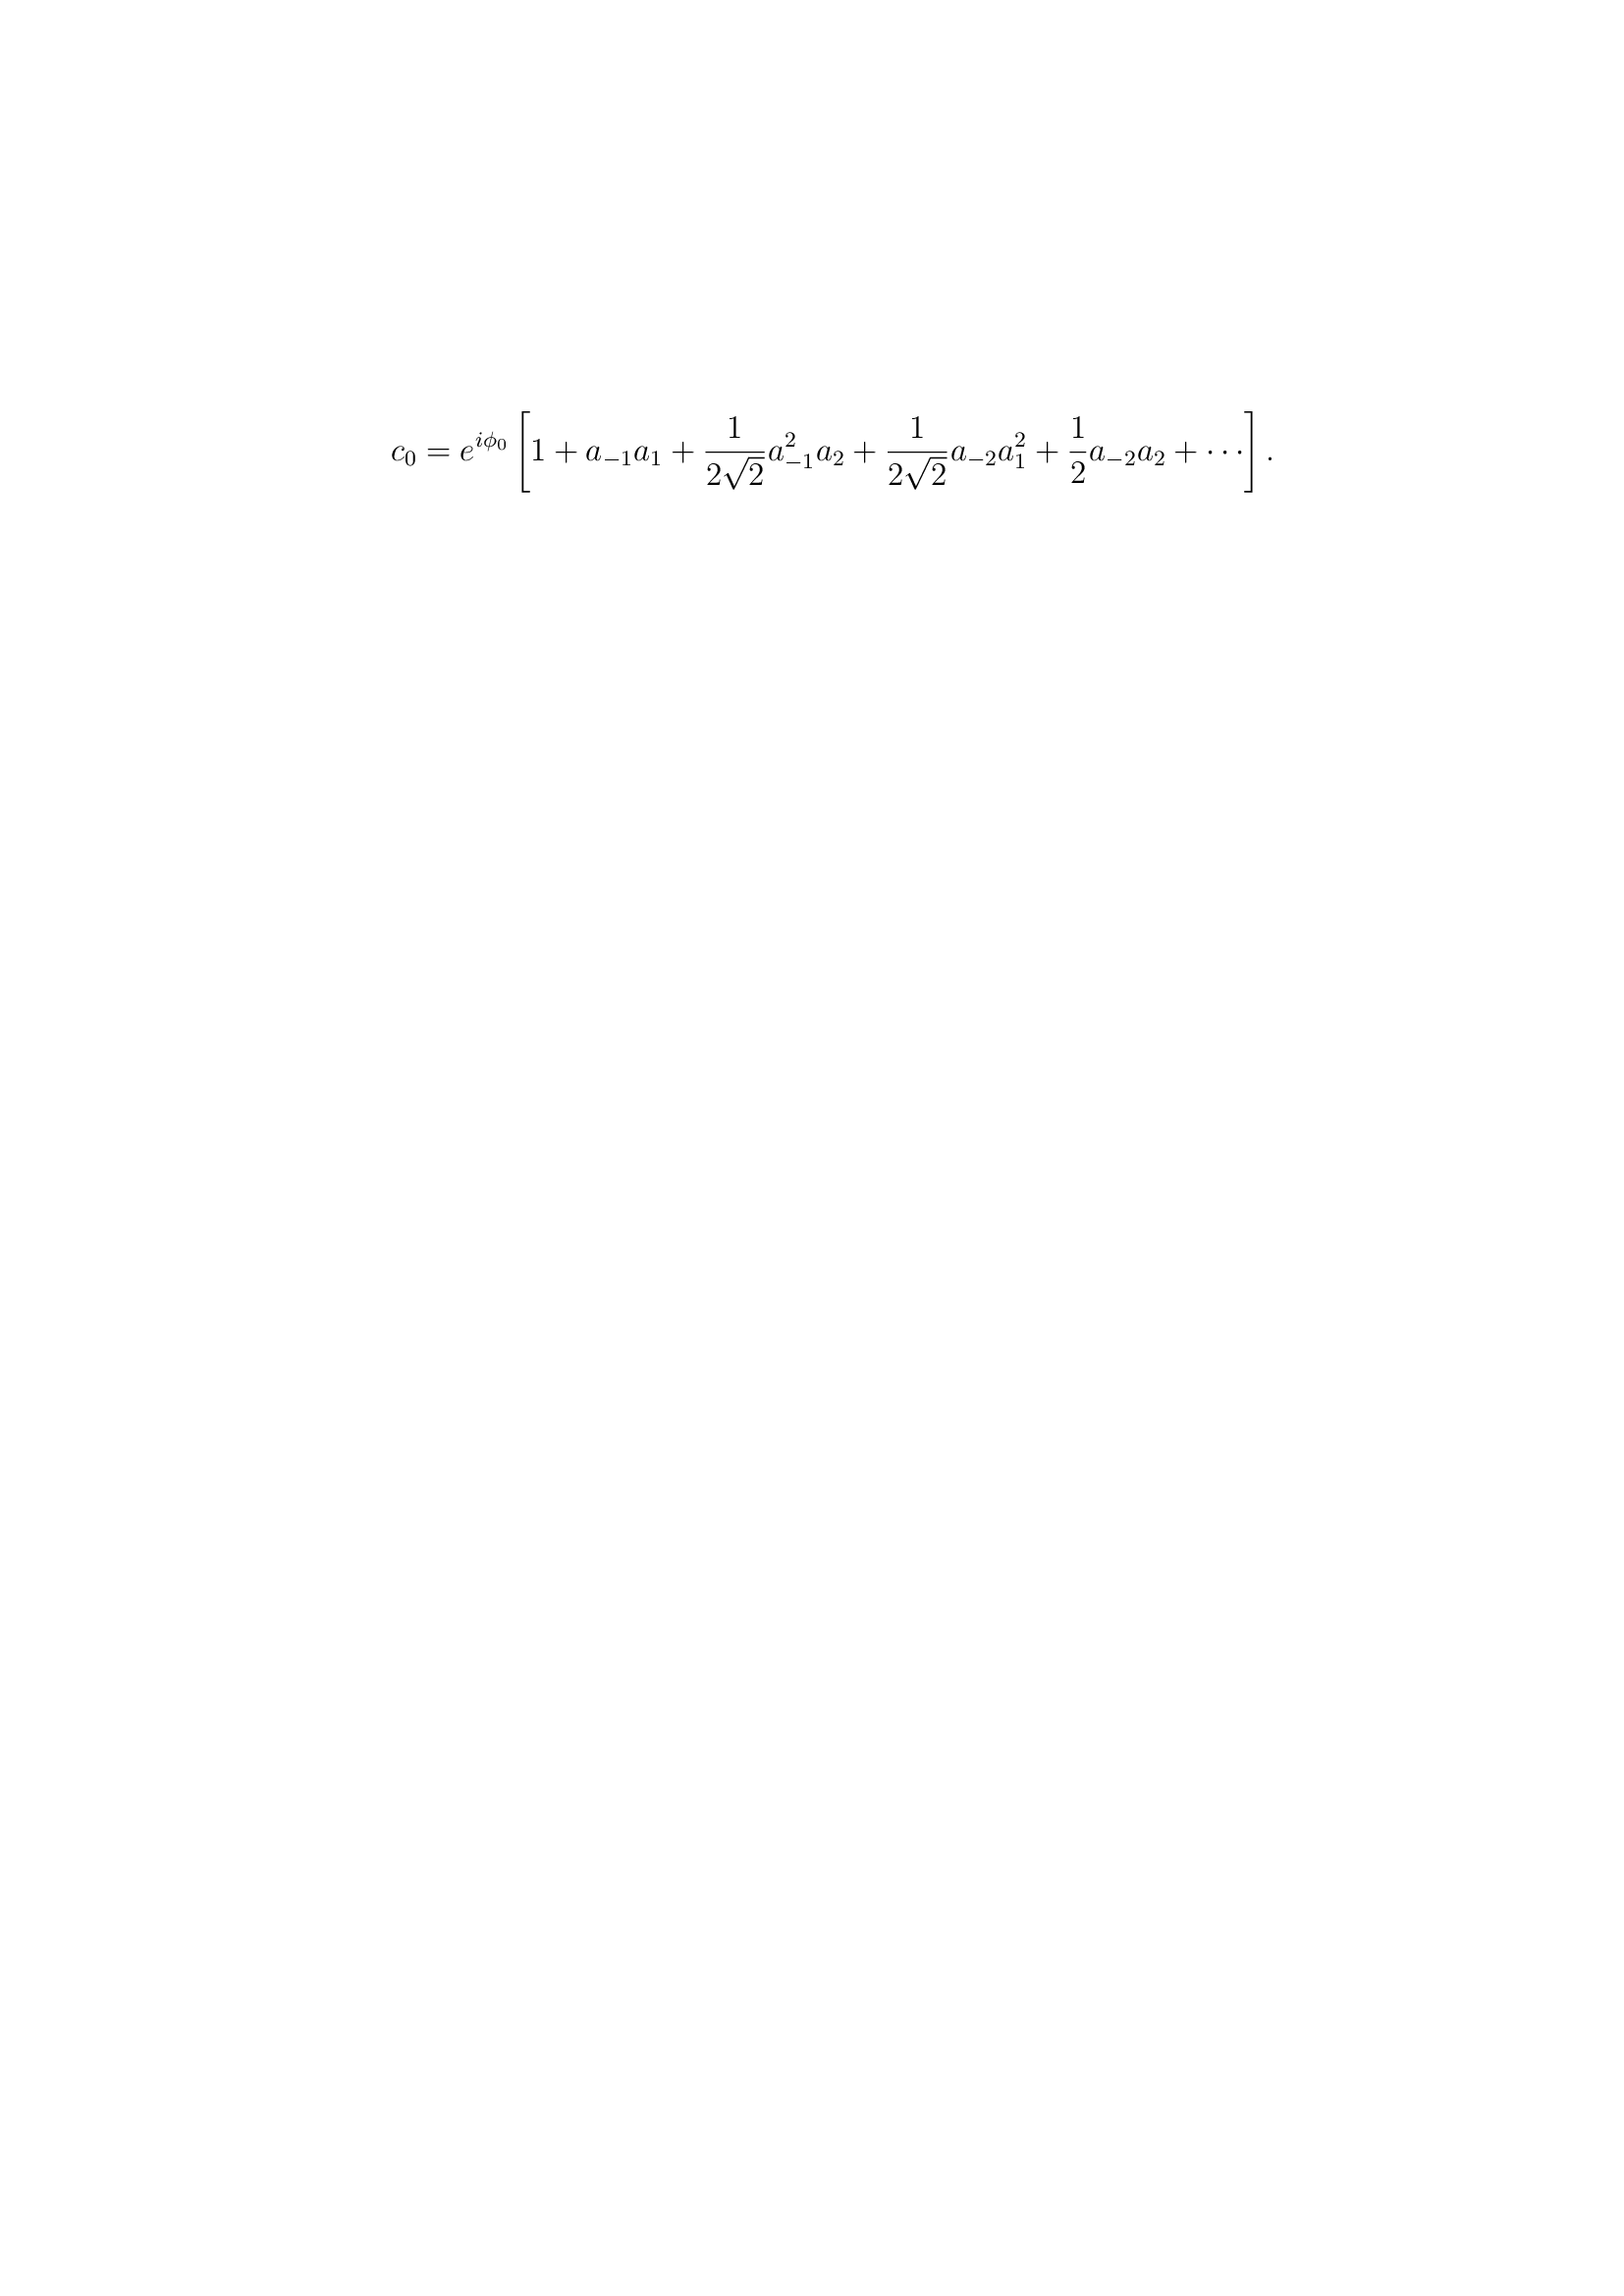 $c_0 = e^{i\phi_0} \left[ 1 + a_{-1}a_1 + \frac{1}{2\sqrt{2}} a_{-1}^2 a_2 + \frac{1}{2\sqrt{2}} a_{-2} a_1^2 + \frac{1}{2} a_{-2} a_2 + \cdots \right].$